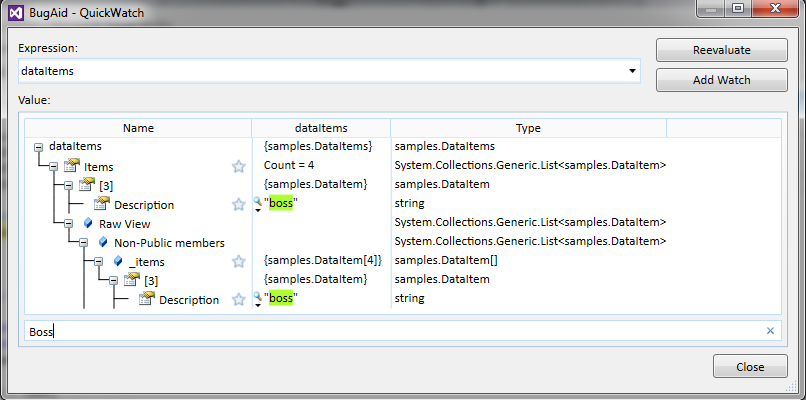 BugAid - QuickWatch
Expression:
Reevaluate
dataItems
Add Watch
Value:
Name dataItems Type
dataItems {samples.DataItems} samples.DataItems
Items Count = 4 System.Collections.Generic.List<samples.DataItem>
[3] {samples.DataItem} samples.DataItem
Description "boss" string
Raw View System.Collections.Generic.List<samples.DataItem>
Non-Public members System.Collections.Generic.List<samples.DataItem>
_items {samples.DataItem[4]} samples.DataItem[]
[3] {samples.DataItem} samples.DataItem
Description "boss" string
Boss
Close